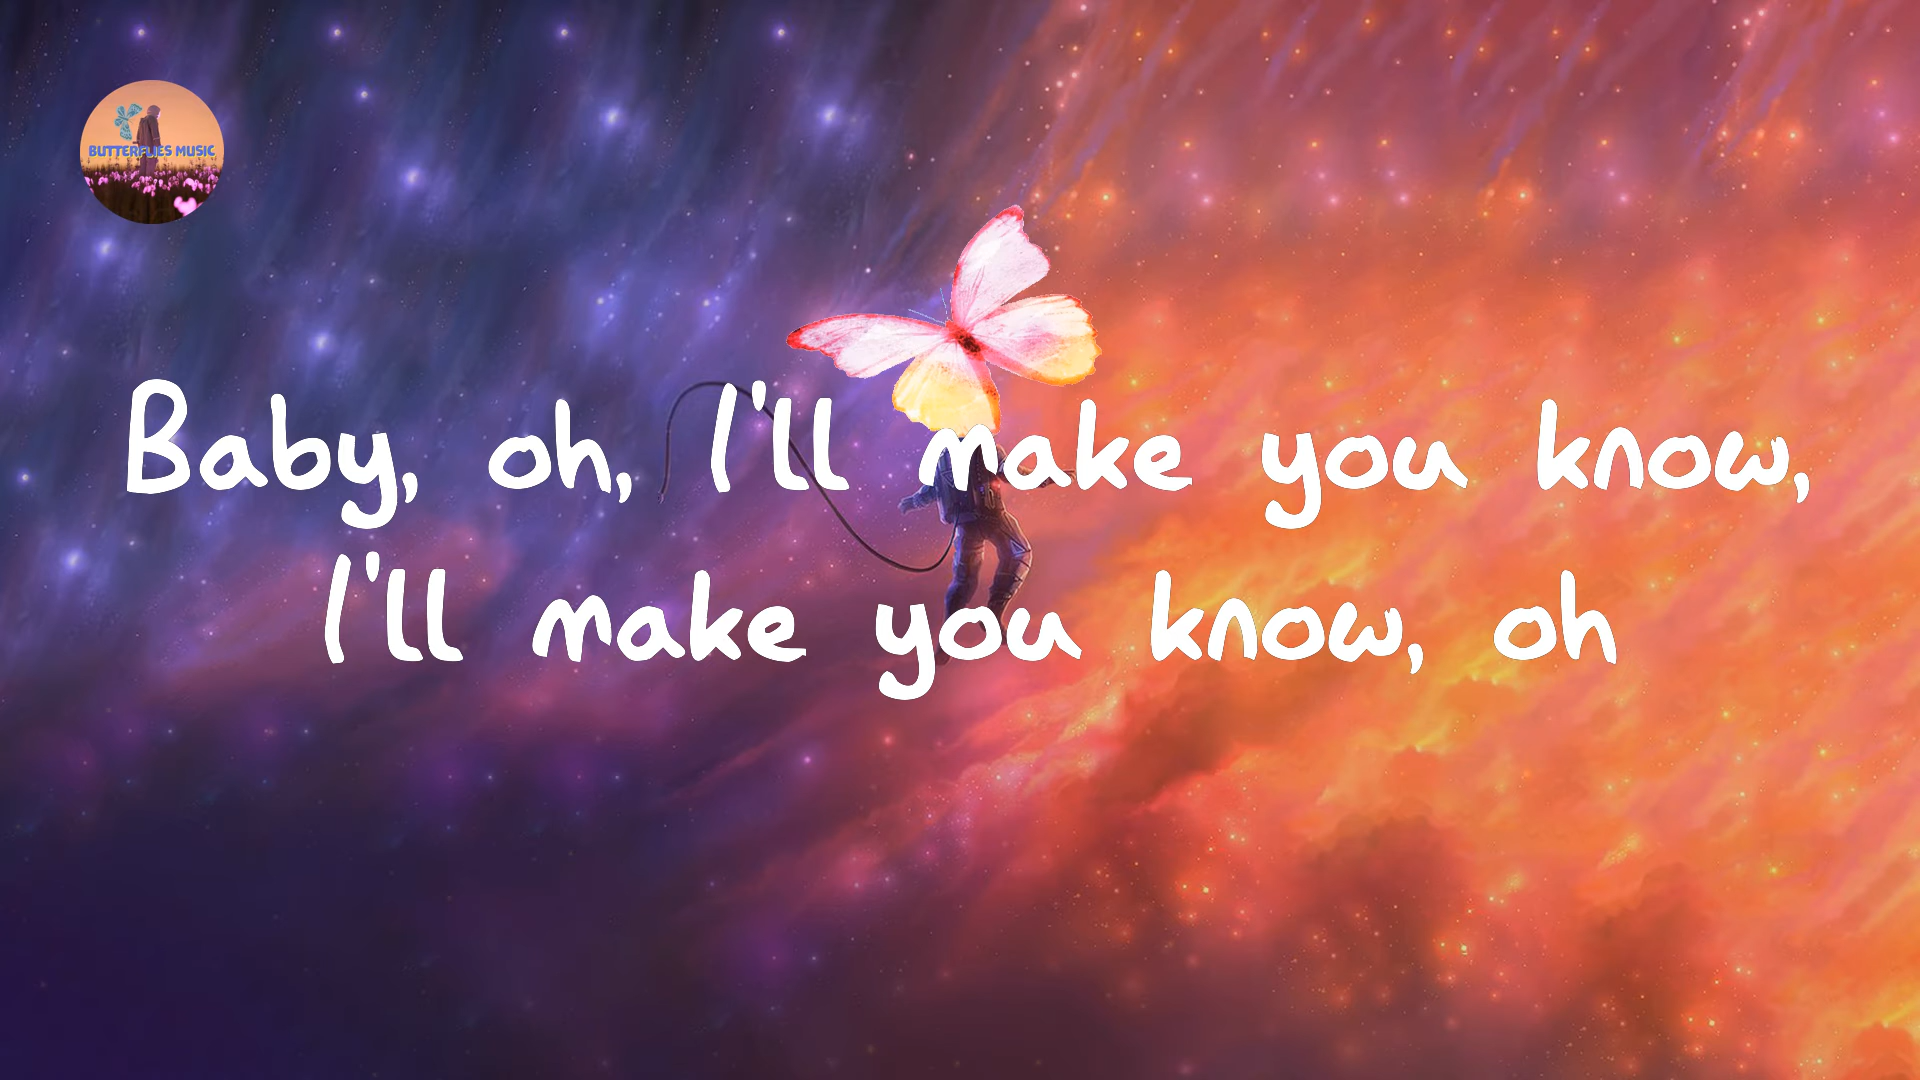 BUTTERFLIES MUSIC
Baby, oh, I'll make you know,
I'll make you know, oh